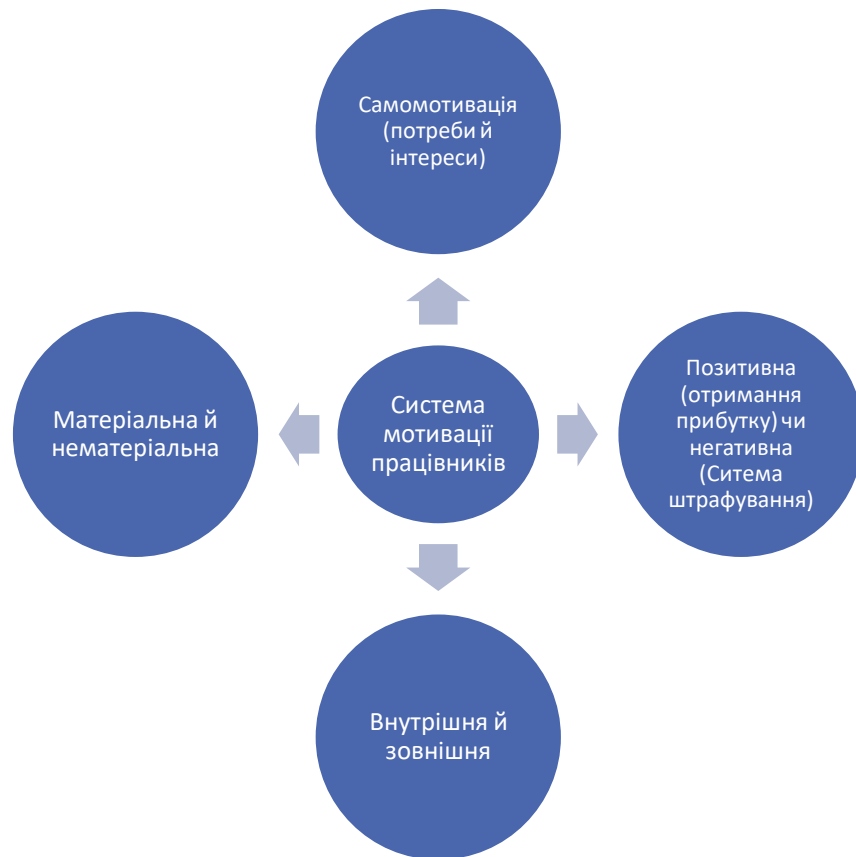 Самомотивація
(потреби й
інтереси)
Матеріальна й
нематеріальна
Система
мотивації
працівників
Позитивна
(отримання
прибутку) чи
негативна
(Ситема
штрафування)
Внутрішня й
зовнішня